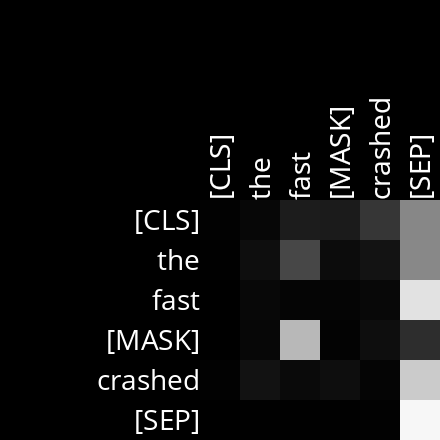 [CLS]
the
fast
[MASK]
crashed
[SEP]
[CLS]
the
fast
[MASK]
crashed
[SEP]